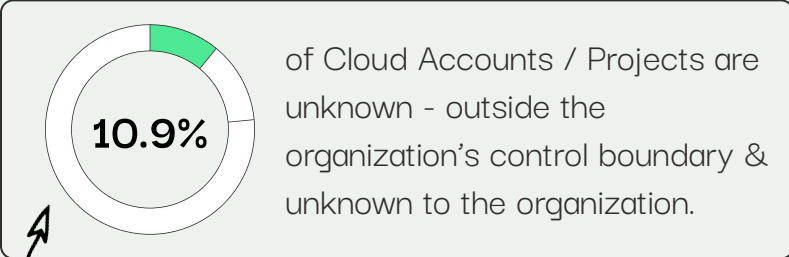 10.9%
of Cloud Accounts / Projects are
unknown - outside the
organization's control boundary &
unknown to the organization.